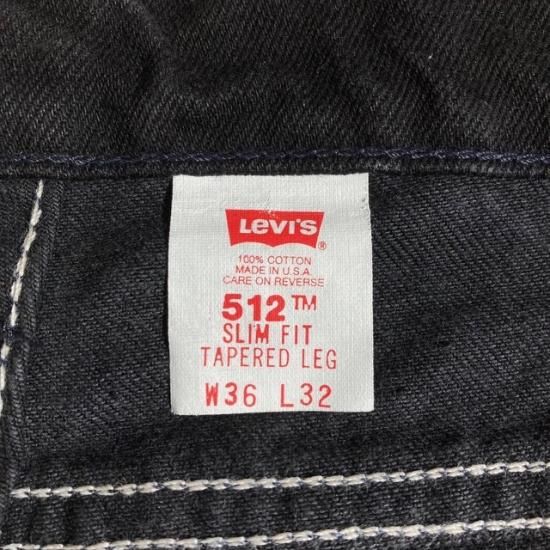 Levi's
®
100% COTTON
MADE IN U.S.A.
CARE ON REVERSE
512™
SLIM FIT
TAPERED LEG
W36 L32